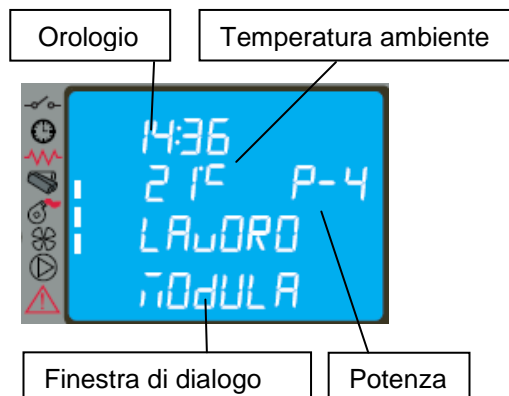 Orologio Temperatura ambiente
14:36
21°C P-4
LAVORO
MODULA
Finestra di dialogo Potenza